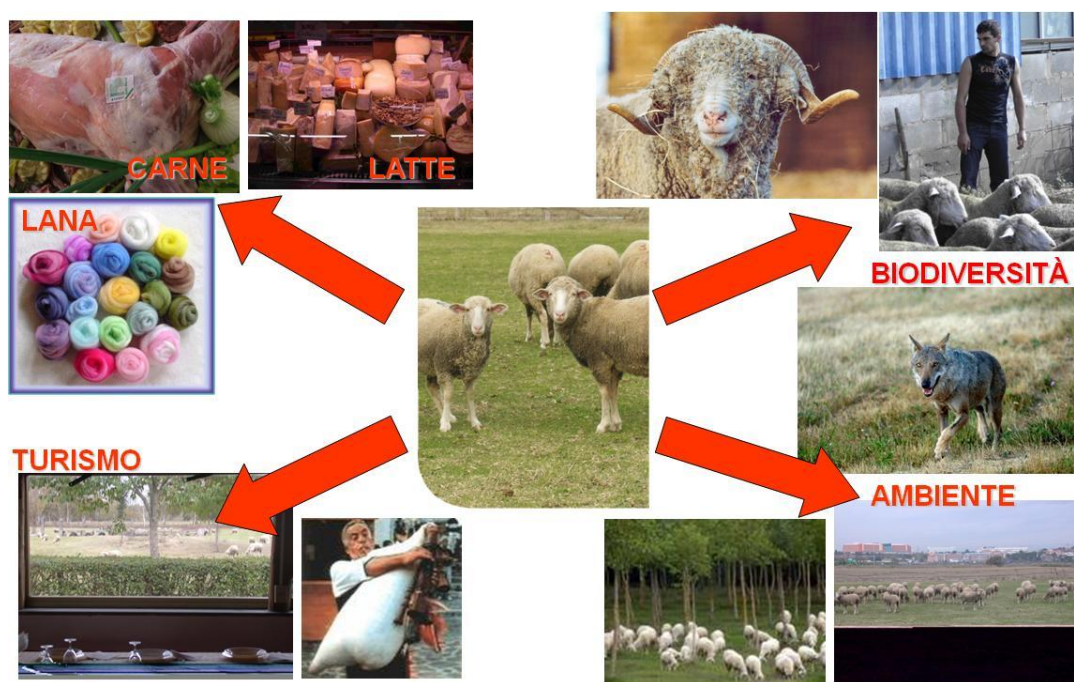 CARNE
LATTE
LANA
BIODIVERSITÀ
TURISMO
AMBIENTE